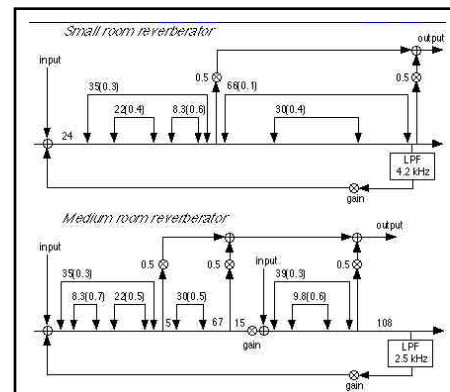 Small room reverberator
output
input
0.5
0.5
35(0.3)
66(0.1)
22(0.4)
8.3(0.6)
30(0.4)
24
LPF
4.2 kHz
gain
Medium room reverberator
output
input
input
35(0.3)
0.5
0.5
39(0.3)
0.5
8.3(0.7)
22(0.5)
30(0.5)
9.8(0.6)
5
67
15
108
gain
LPF
2.5 kHz
gain